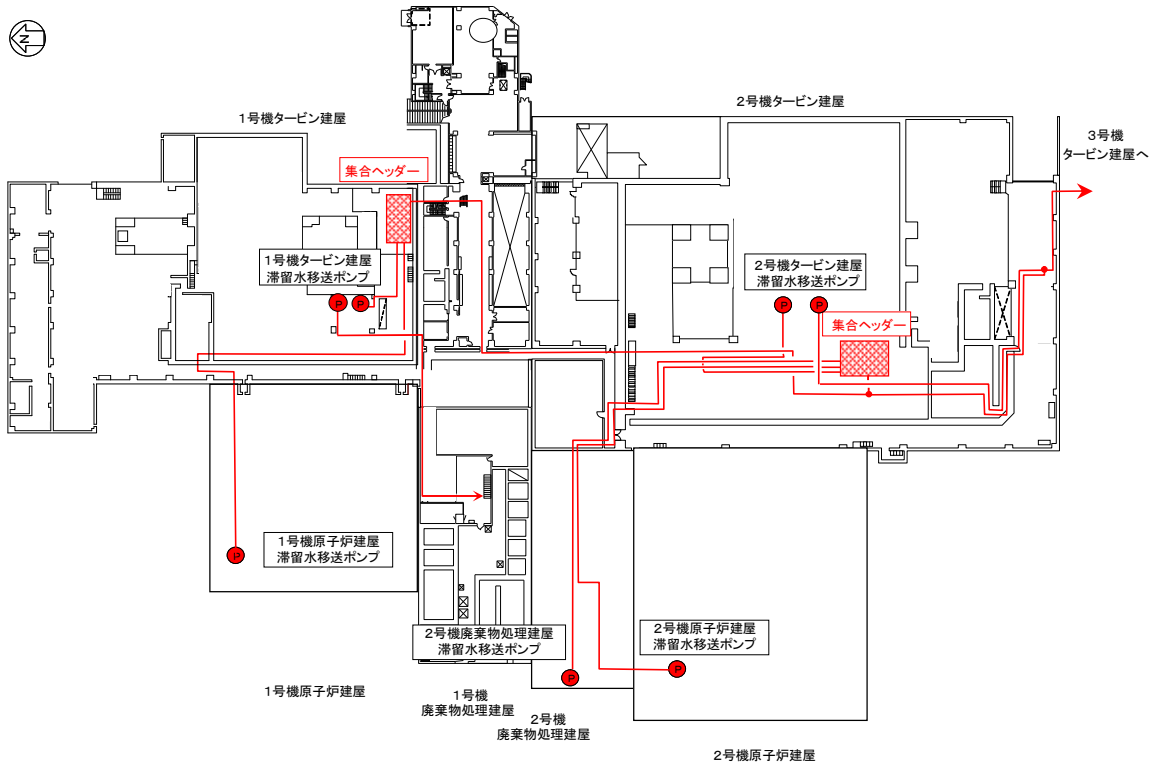 N
1号機タービン建屋
2号機タービン建屋
3号機
タービン建屋へ
集合ヘッダー
1号機タービン建屋
滞留水移送ポンプ
2号機タービン建屋
滞留水移送ポンプ
P
P
P
P
集合ヘッダー
1号機原子炉建屋
滞留水移送ポンプ
P
2号機廃棄物処理建屋
滞留水移送ポンプ
2号機原子炉建屋
滞留水移送ポンプ
P
P
1号機原子炉建屋
1号機
廃棄物処理建屋
2号機
廃棄物処理建屋
2号機原子炉建屋